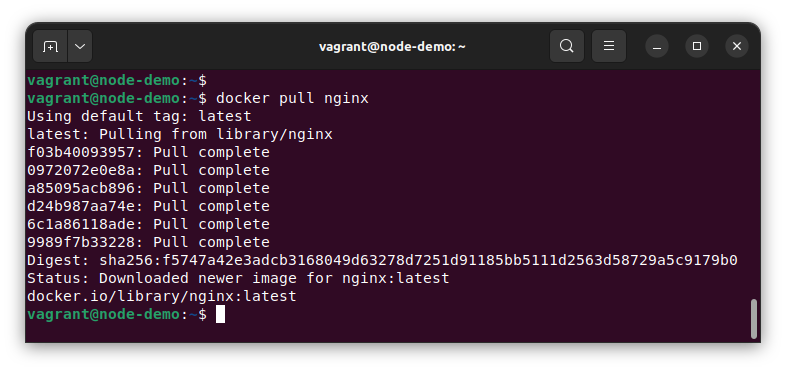 vagrant@node-demo: ~
vagrant@node-demo:~$
vagrant@node-demo:~$ docker pull nginx
Using default tag: latest
latest: Pulling from library/nginx
f03b40093957: Pull complete
0972072e0e8a: Pull complete
a85095acb896: Pull complete
d24b987aa74e: Pull complete
6c1a86118ade: Pull complete
9989f7b33228: Pull complete
Digest: sha256:f5747a42e3adcb3168049d63278d7251d91185bb5111d2563d58729a5c9179b0
Status: Downloaded newer image for nginx:latest
docker.io/library/nginx:latest
vagrant@node-demo:~$